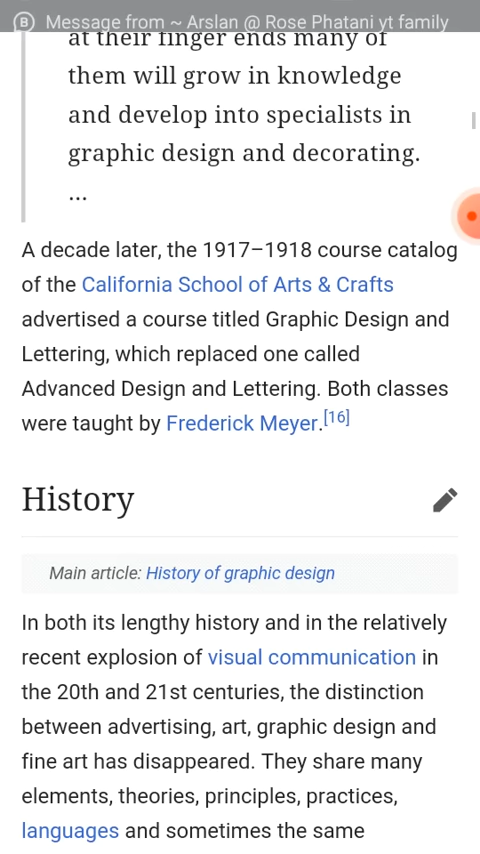 Message from ~ Arslan @ Rose Phatani yt family
at their finger ends many of
them will grow in knowledge
and develop into specialists in
graphic design and decorating.
...
A decade later, the 1917–1918 course catalog
of the California School of Arts & Crafts
advertised a course titled Graphic Design and
Lettering, which replaced one called
Advanced Design and Lettering. Both classes
were taught by Frederick Meyer.[16]
History
Main article: History of graphic design
In both its lengthy history and in the relatively
recent explosion of visual communication in
the 20th and 21st centuries, the distinction
between advertising, art, graphic design and
fine art has disappeared. They share many
elements, theories, principles, practices,
languages and sometimes the same